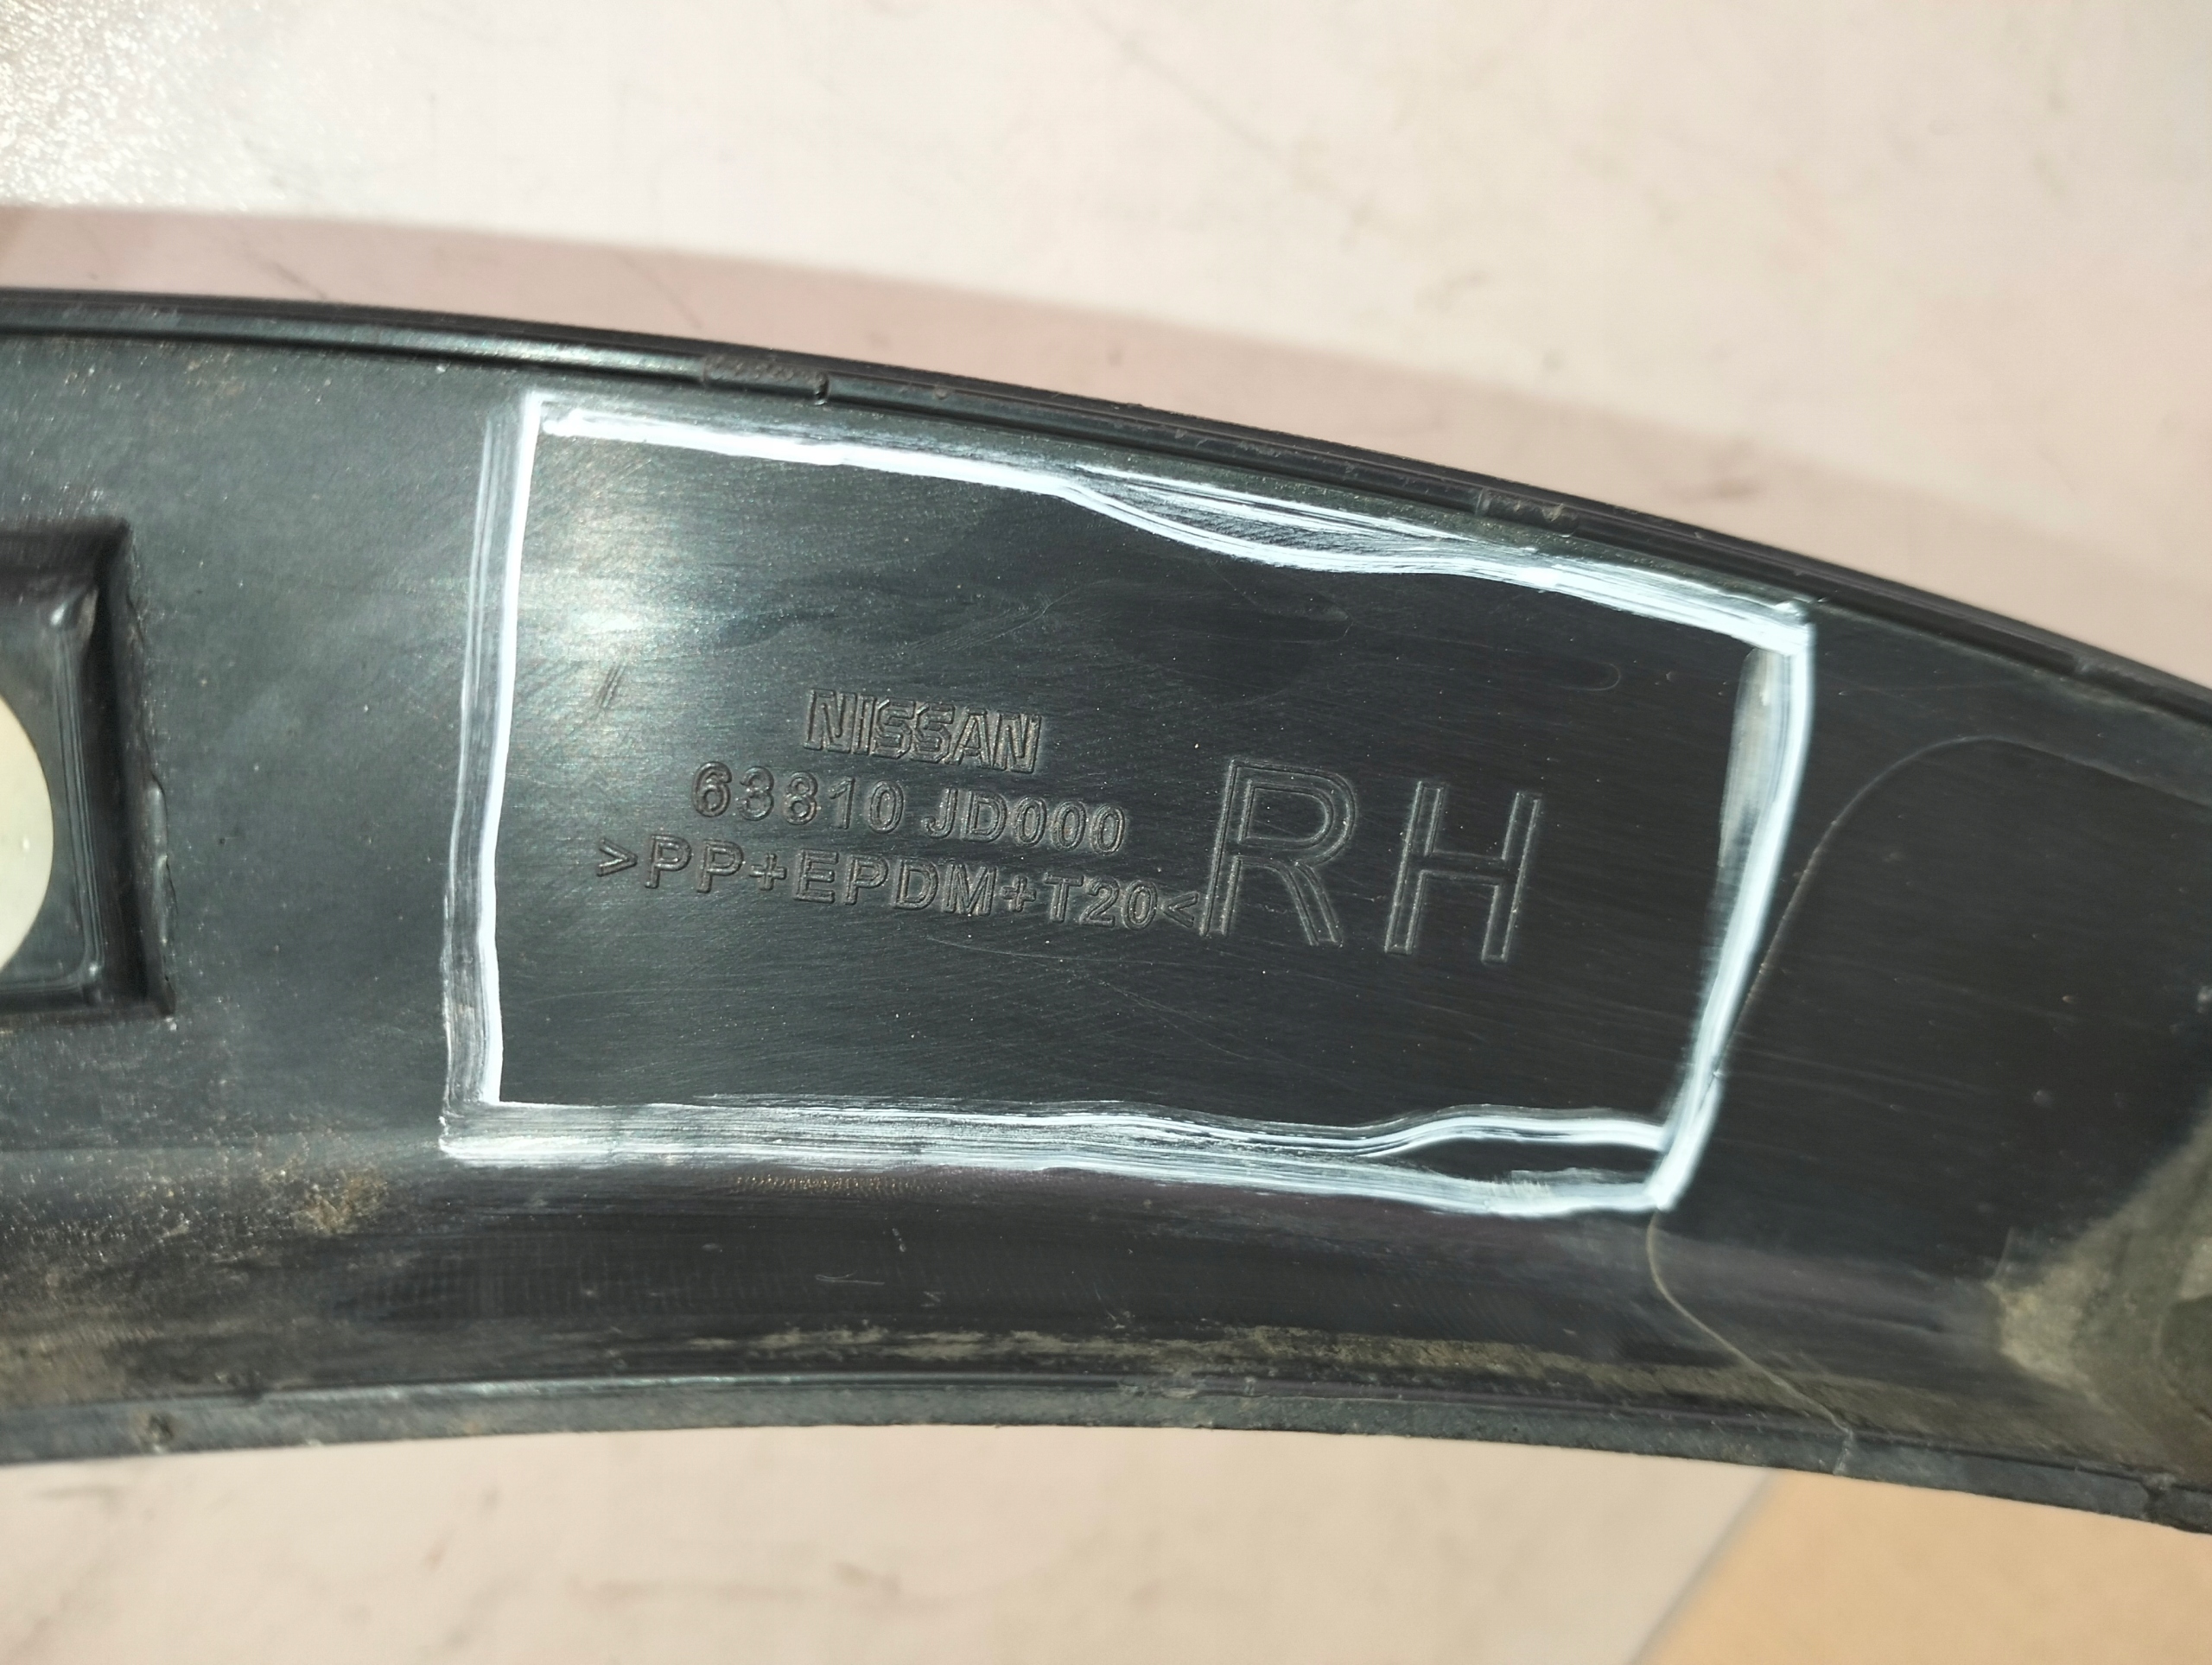 NISSAN
63810 JD000
>PP+EPDM+T20<
RH